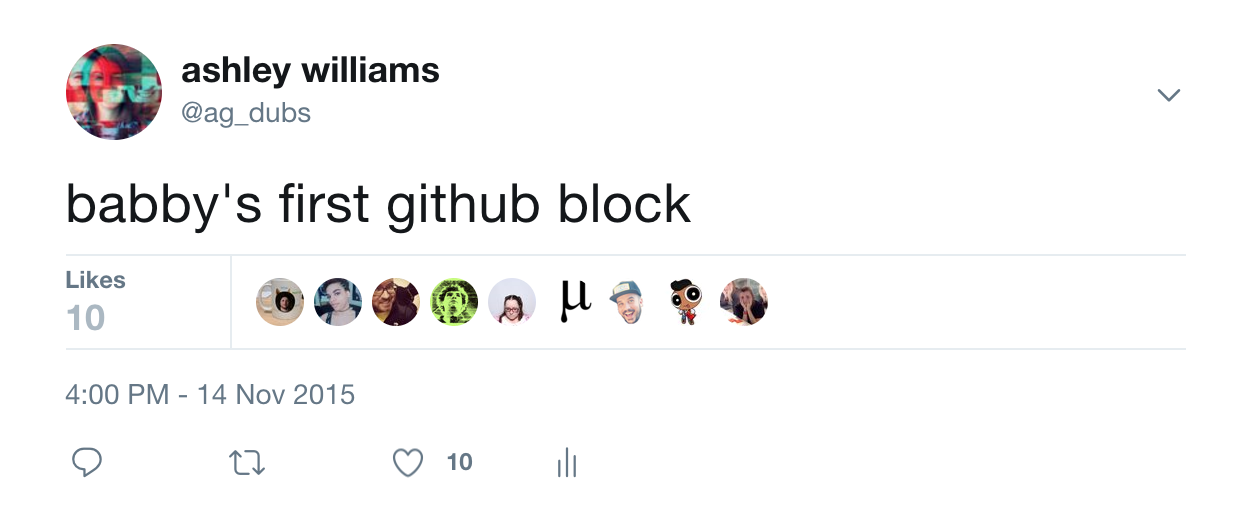 ashley williams
@ag_dubs
babby's first github block
Likes
10
μ
4:00 PM - 14 Nov 2015
10